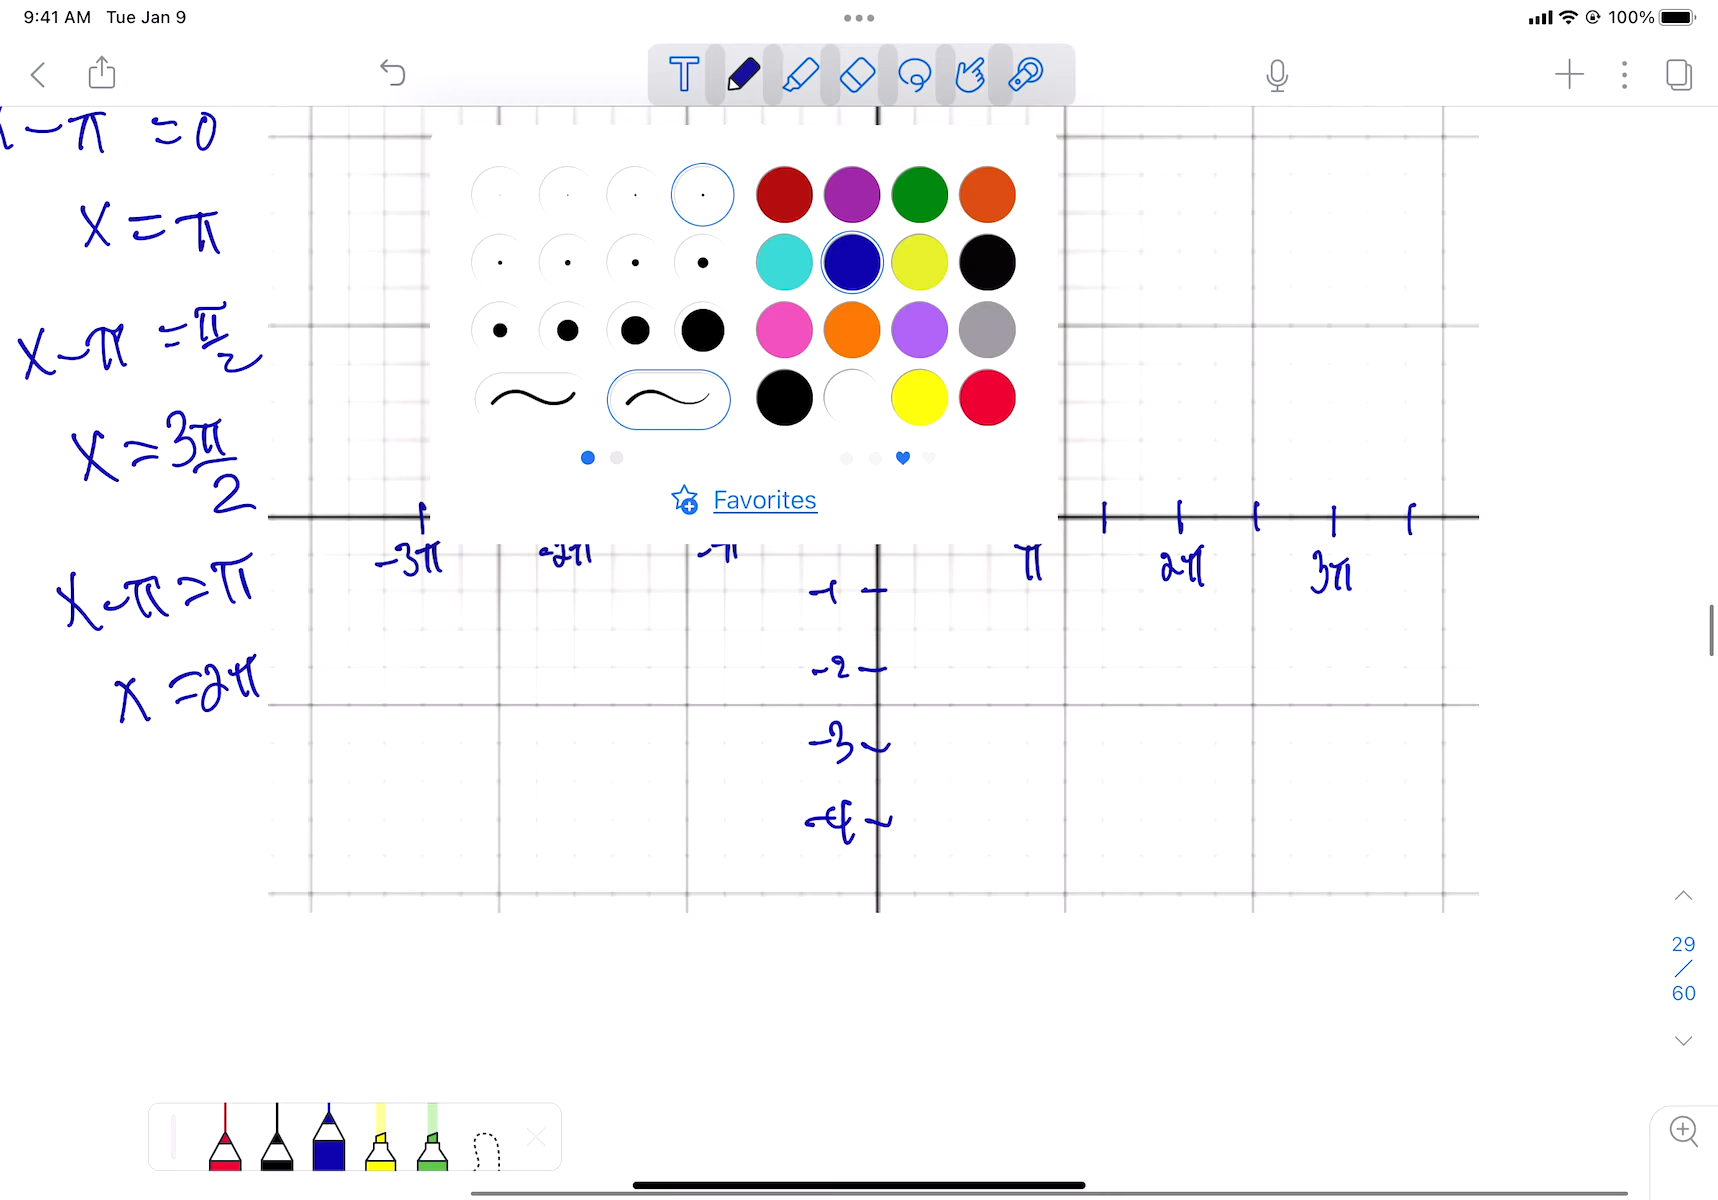 9:41 AM Tue Jan 9
100%
T
x-π = 0
x = π
x-π = π/2
x = 3π/2
x-π = π
x = 2π
Favorites
-3π -2π -π π 2π 3π
-1
-2
-3
-4
29
/
60